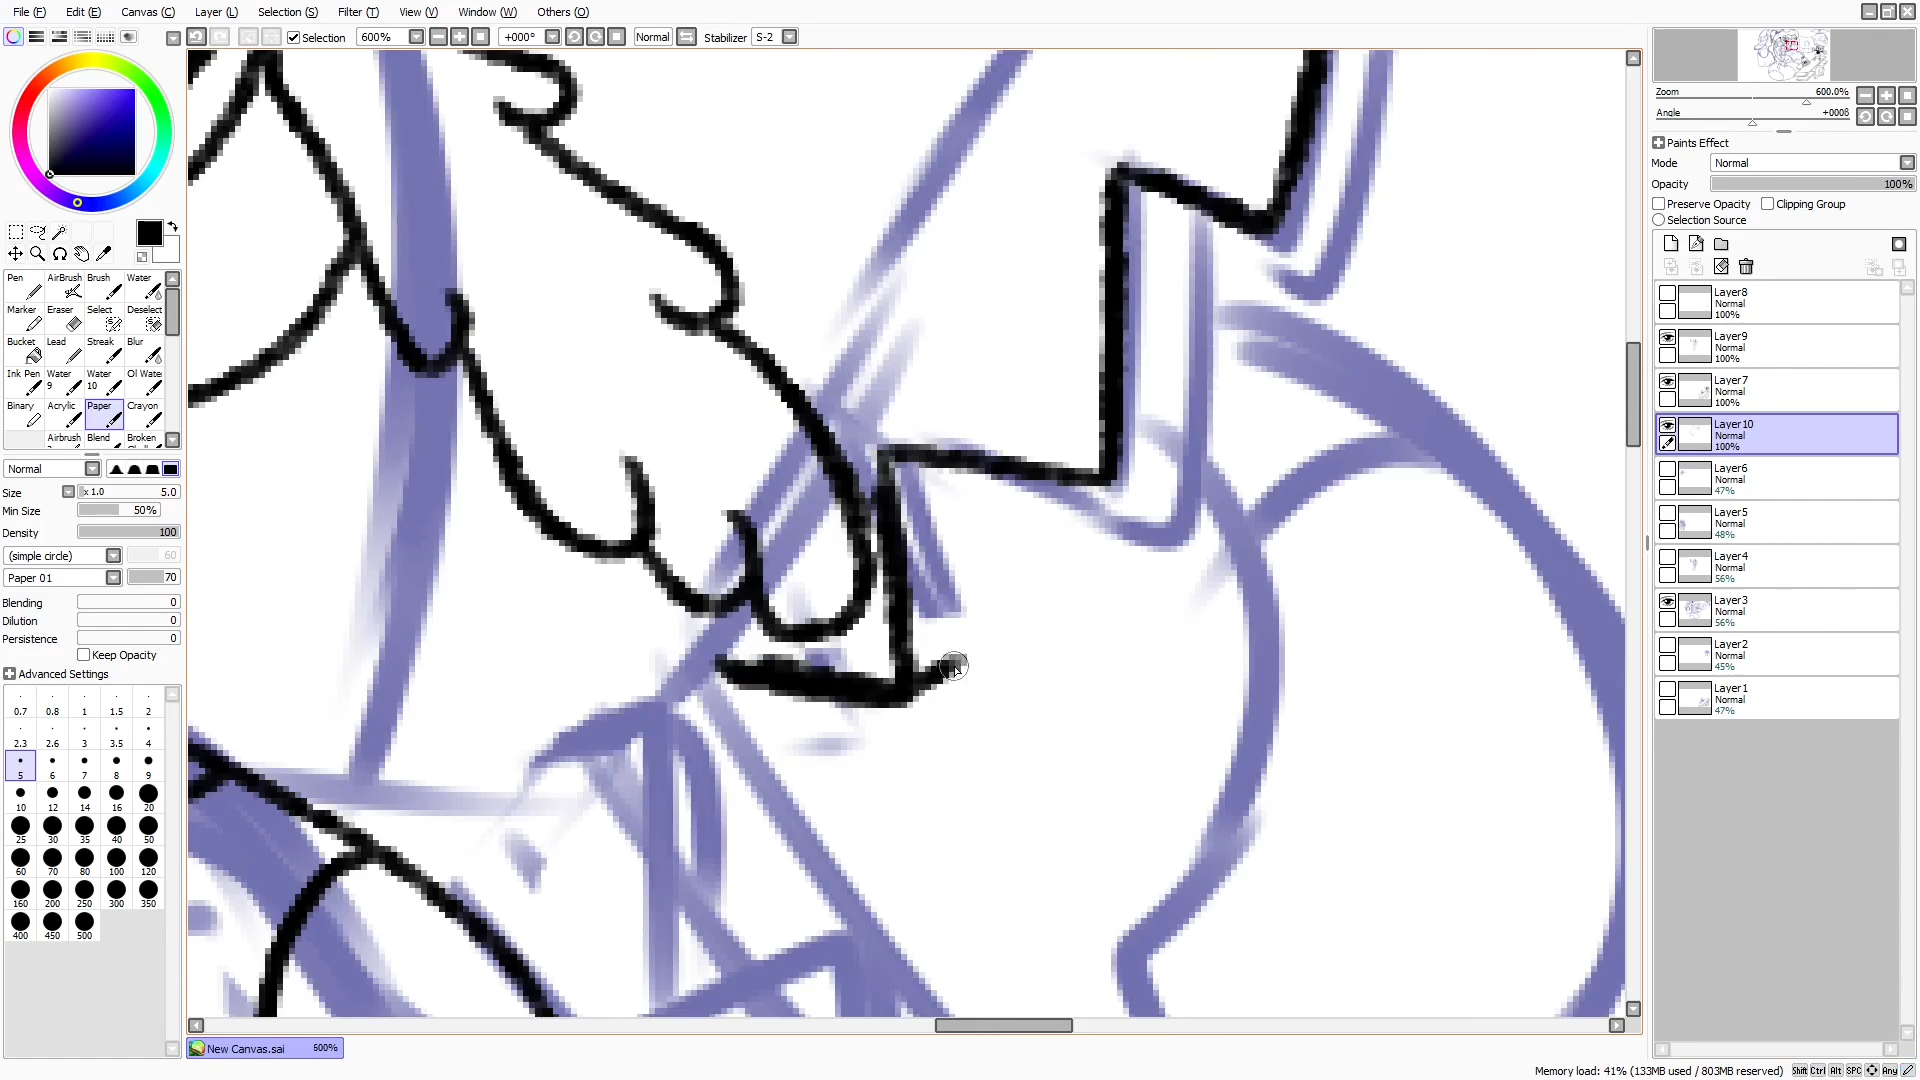 File (F) Edit (E) Canvas (C) Layer (L) Selection (S) Filter (T) View (V) Window (W) Others (O)
Selection 600% +000° Normal Stabilizer S-2
Pen AirBrush Brush Water
Marker Eraser Select Deselect
Bucket Lead Streak Blur
Ink Pen Water 9 Water 10 Ol Wate
Binary Acrylic Paper Crayon
Airbrush Blend Broken
Normal
Size x 1.0 5.0
Min Size 50%
Density 100
(simple circle) 60
Paper 01 70
Blending 0
Dilution 0
Persistence 0
Keep Opacity
Advanced Settings
0.7 0.8 1 1.5 2
2.3 2.6 3 3.5 4
5 6 7 8 9
10 12 14 16 20
25 30 35 40 50
60 70 80 100 120
160 200 250 300 350
400 450 500
New Canvas.sai 600%
Zoom 600.0%
Angle +0006
Paints Effect
Mode Normal
Opacity 100%
Preserve Opacity Clipping Group
Selection Source
Layer8
Normal
100%
Layer9
Normal
100%
Layer7
Normal
100%
Layer10
Normal
100%
Layer6
Normal
47%
Layer5
Normal
48%
Layer4
Normal
56%
Layer3
Normal
56%
Layer2
Normal
45%
Layer1
Normal
47%
Memory load: 41% (133MB used / 803MB reserved) Shift Ctrl Alt SPC Any